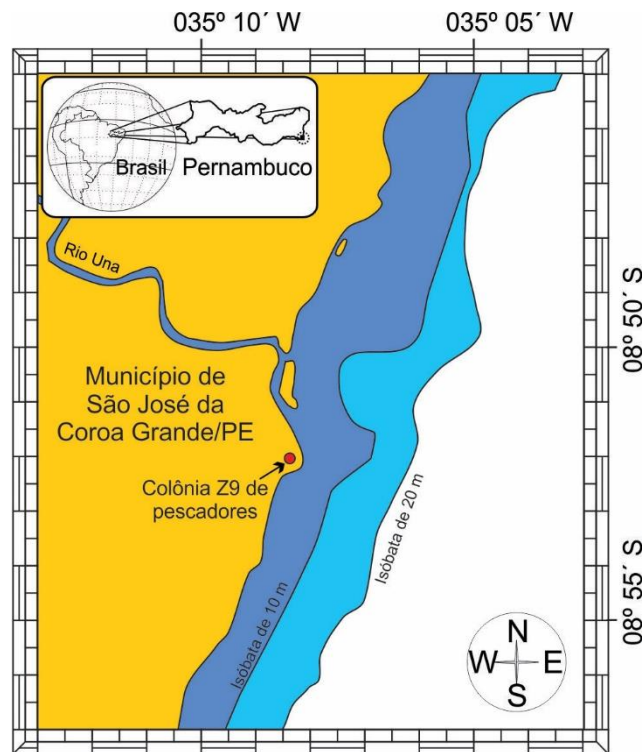 035º 10´ W
035º 05´ W
Brasil
Pernambuco
Rio Una
08º 50´ S
Município de
São José da
Coroa Grande/PE
Colônia Z9 de
pescadores
Isóbata de 20 m
Isóbata de 10 m
08º 55´ S
N
W
E
S